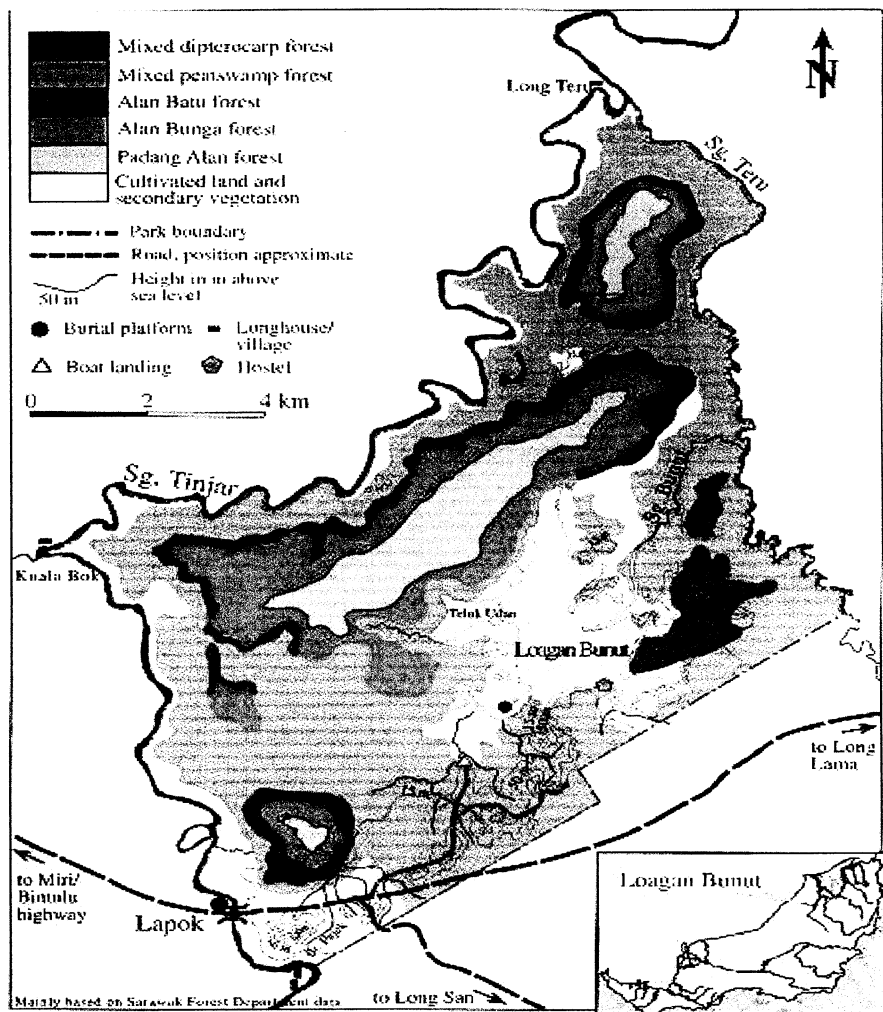 Mixed dipterocarp forest
Mixed peatswamp forest
Alan Batu forest
Alan Bunga forest
Padang Alan forest
Cultivated land and
secondary vegetation
Park boundary
Road, position approximate
Height in m above
sea level
50 m
Burial platform
Longhouse/
village
Boat landing
Hostel
0 2 4 km
N
Long Teru
Sg. Teru
Sg. Tinjar
Sg. Bunut
Kuala Bok
Teluk Udan
Loagan Bunut
to Long
Lama
to Miri/
Bintulu
highway
Lapok
to Long San
Mainly based on Sarawak Forest Department data
Loagan Bunut